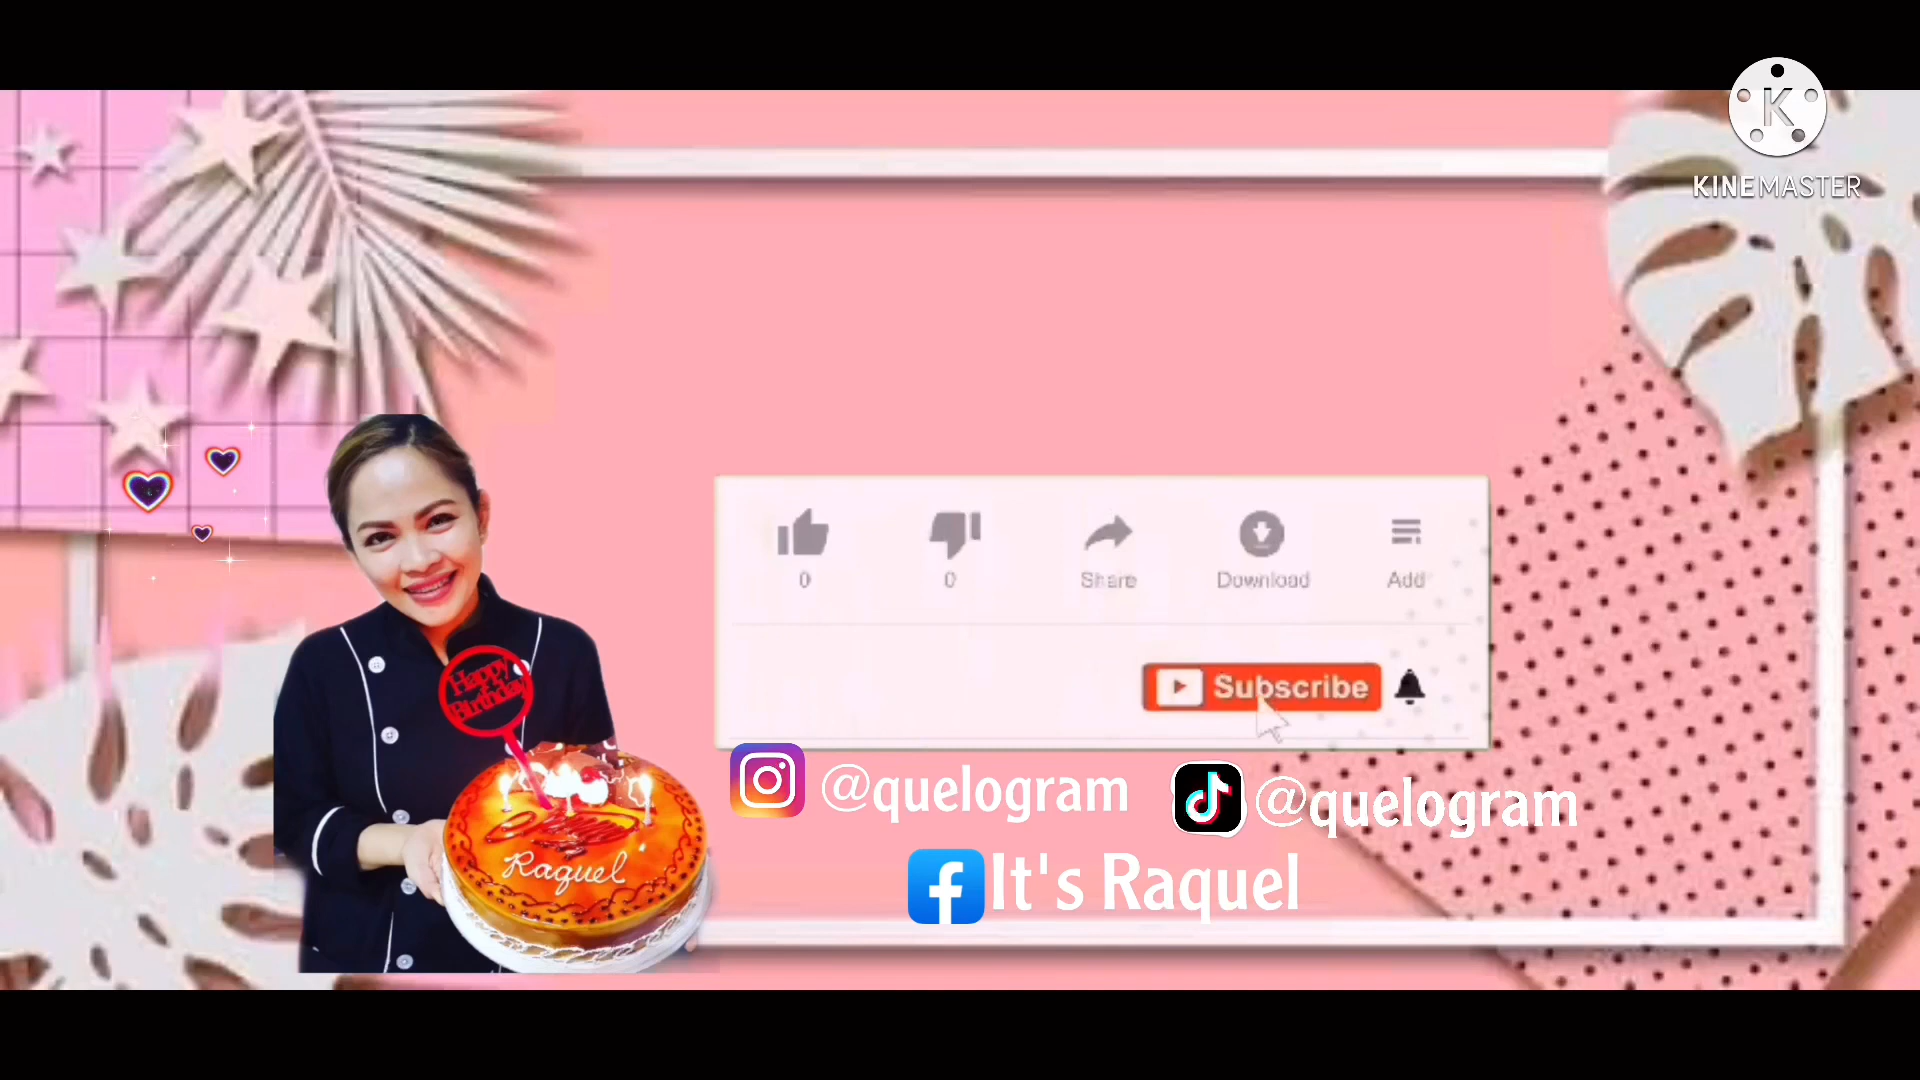 KINEMASTER
0
0
Share
Download
Add
Subscribe
Happy
Birthday
Raquel
@quelogram
@quelogram
It's Raquel